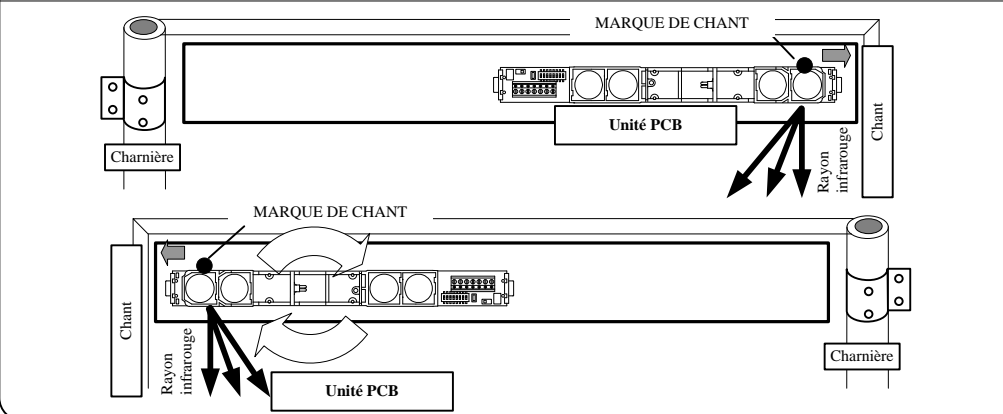 MARQUE DE CHANT
Unité PCB
Charnière
Rayon
infrarouge
Chant
MARQUE DE CHANT
Chant
Rayon
infrarouge
Unité PCB
Charnière